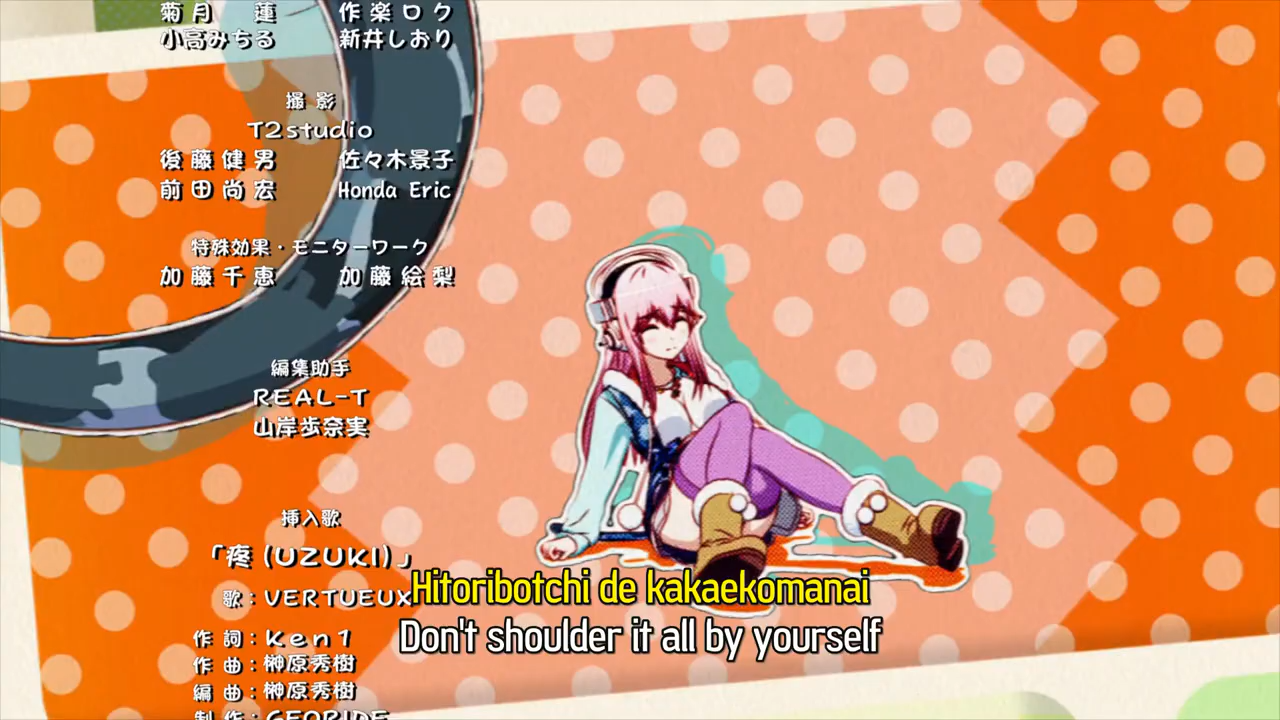 菊月 蓮 作楽ロク
小高みちる 新井しおり
撮影
T2studio
後藤健男 佐々木景子
前田尚宏 Honda Eric
特殊効果・モニターワーク
加藤千恵 加藤絵梨
編集助手
REAL-T
山岸歩奈実
挿入歌
「疼(UZUKI)」
歌:VERTUEUX
Hitoribotchi de kakaekomanai
Don't shoulder it all by yourself
作詞:Ken1
作曲:榊原秀樹
編曲:榊原秀樹
制作:GEORIDE